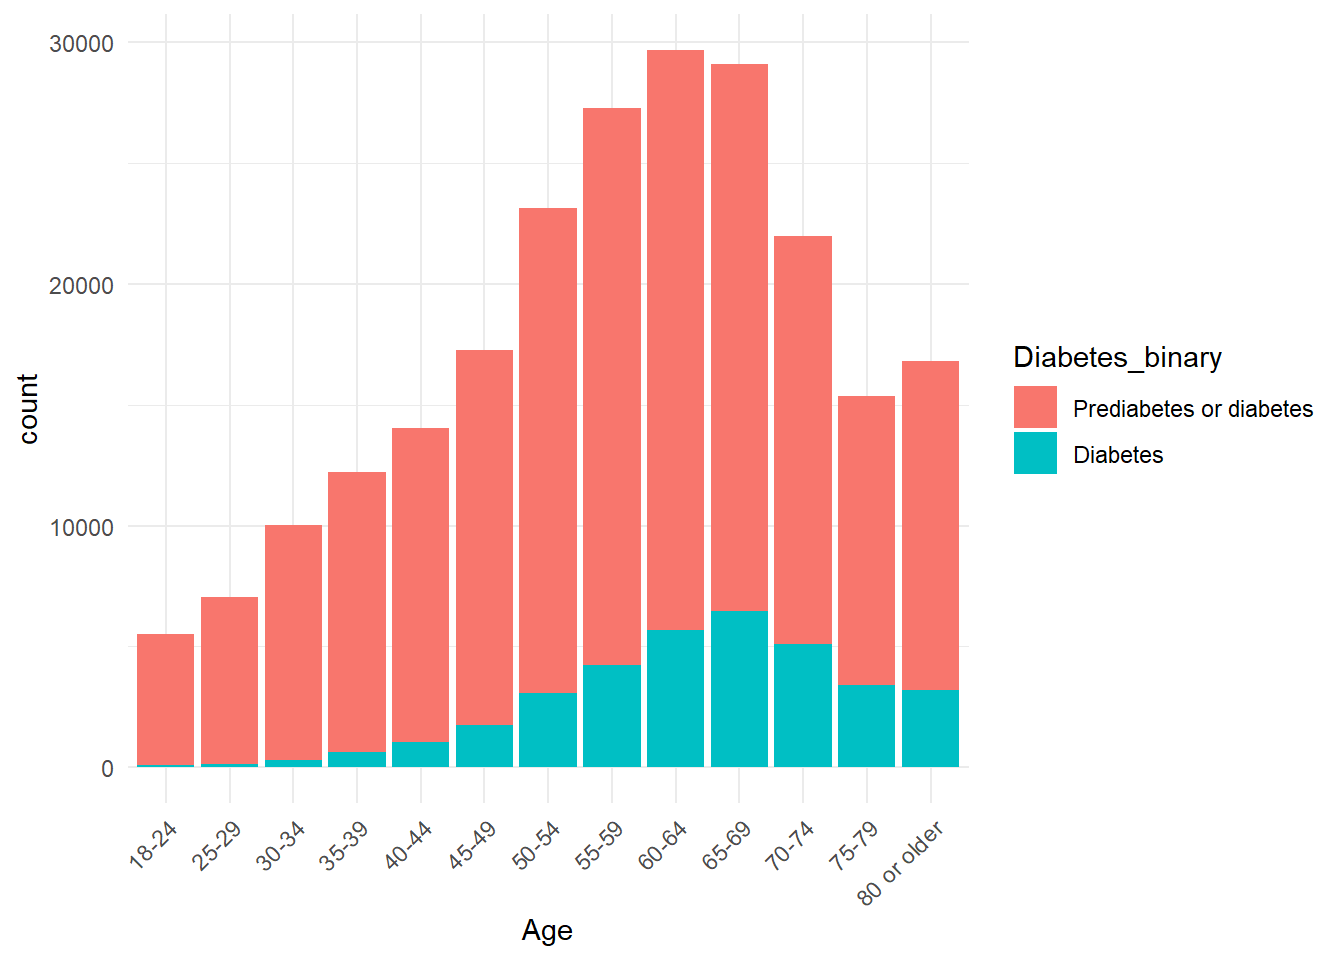 30000
20000
10000
0
count
18-24
25-29
30-34
35-39
40-44
45-49
50-54
55-59
60-64
65-69
70-74
75-79
80 or older
Age
Diabetes_binary
Prediabetes or diabetes
Diabetes